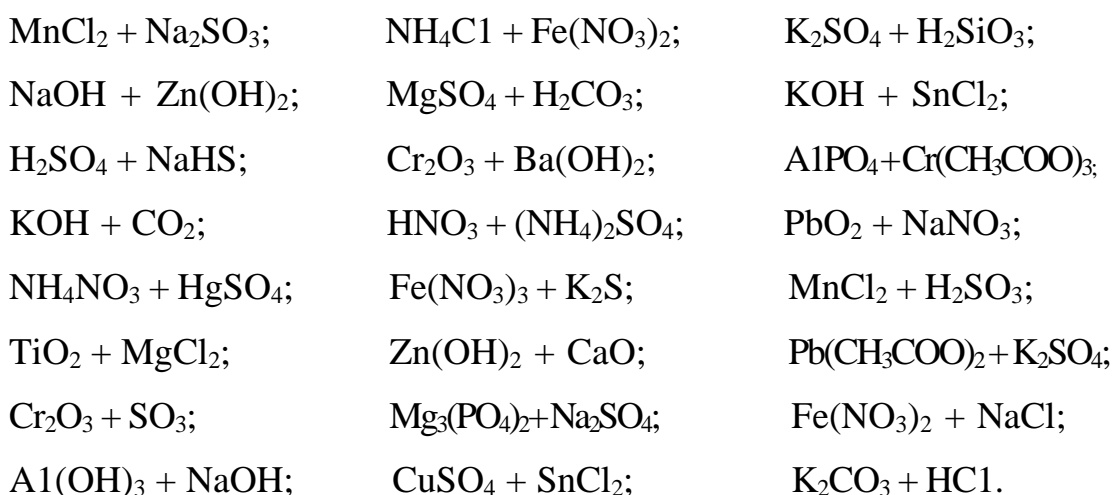 MnCl₂ + Na₂SO₃; NH₄C1 + Fe(NO₃)₂; K₂SO₄ + H₂SiO₃;
NaOH + Zn(OH)₂; MgSO₄ + H₂CO₃; KOH + SnCl₂;
H₂SO₄ + NaHS; Cr₂O₃ + Ba(OH)₂; A1PO₄+Cr(CH₃COO)₃;
KOH + CO₂; HNO₃ + (NH₄)₂SO₄; PbO₂ + NaNO₃;
NH₄NO₃ + HgSO₄; Fe(NO₃)₃ + K₂S; MnCl₂ + H₂SO₃;
TiO₂ + MgCl₂; Zn(OH)₂ + CaO; Pb(CH₃COO)₂+K₂SO₄;
Cr₂O₃ + SO₃; Mg₃(PO₄)₂+Na₂SO₄; Fe(NO₃)₂ + NaCl;
A1(OH)₃ + NaOH; CuSO₄ + SnCl₂; K₂CO₃ + HC1.